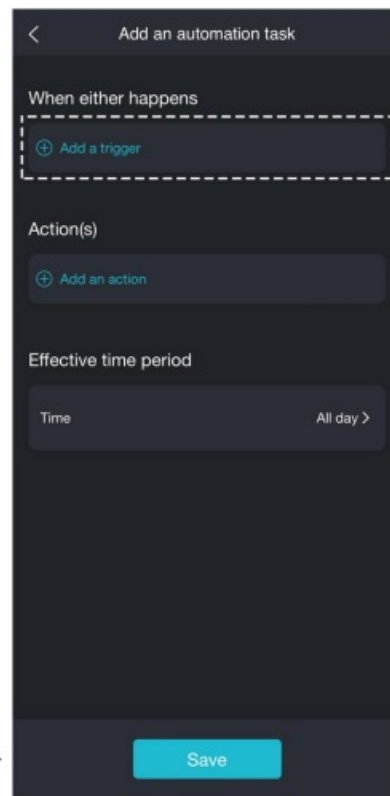 Add an automation task
When either happens
Add a trigger
Action(s)
Add an action
Effective time period
Time All day
Save